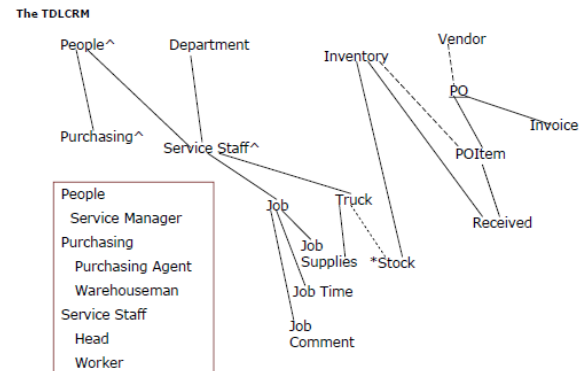 The TDLCRM
People^
Department
Inventory
Vendor
PO
Invoice
Purchasing^
Service Staff^
POItem
Job
Truck
Received
Job
Supplies
*Stock
Job Time
Job
Comment
People
Service Manager
Purchasing
Purchasing Agent
Warehouseman
Service Staff
Head
Worker